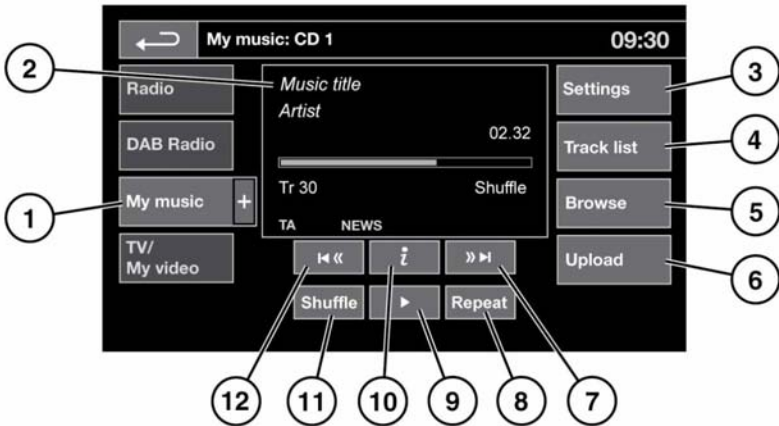 My music: CD 1
09:30
Radio
DAB Radio
My music +
TV/
My video
Music title
Artist
02.32
Tr 30 Shuffle
TA NEWS
i
Shuffle
Repeat
Settings
Track list
Browse
Upload
1
2
3
4
5
6
7
8
9
10
11
12